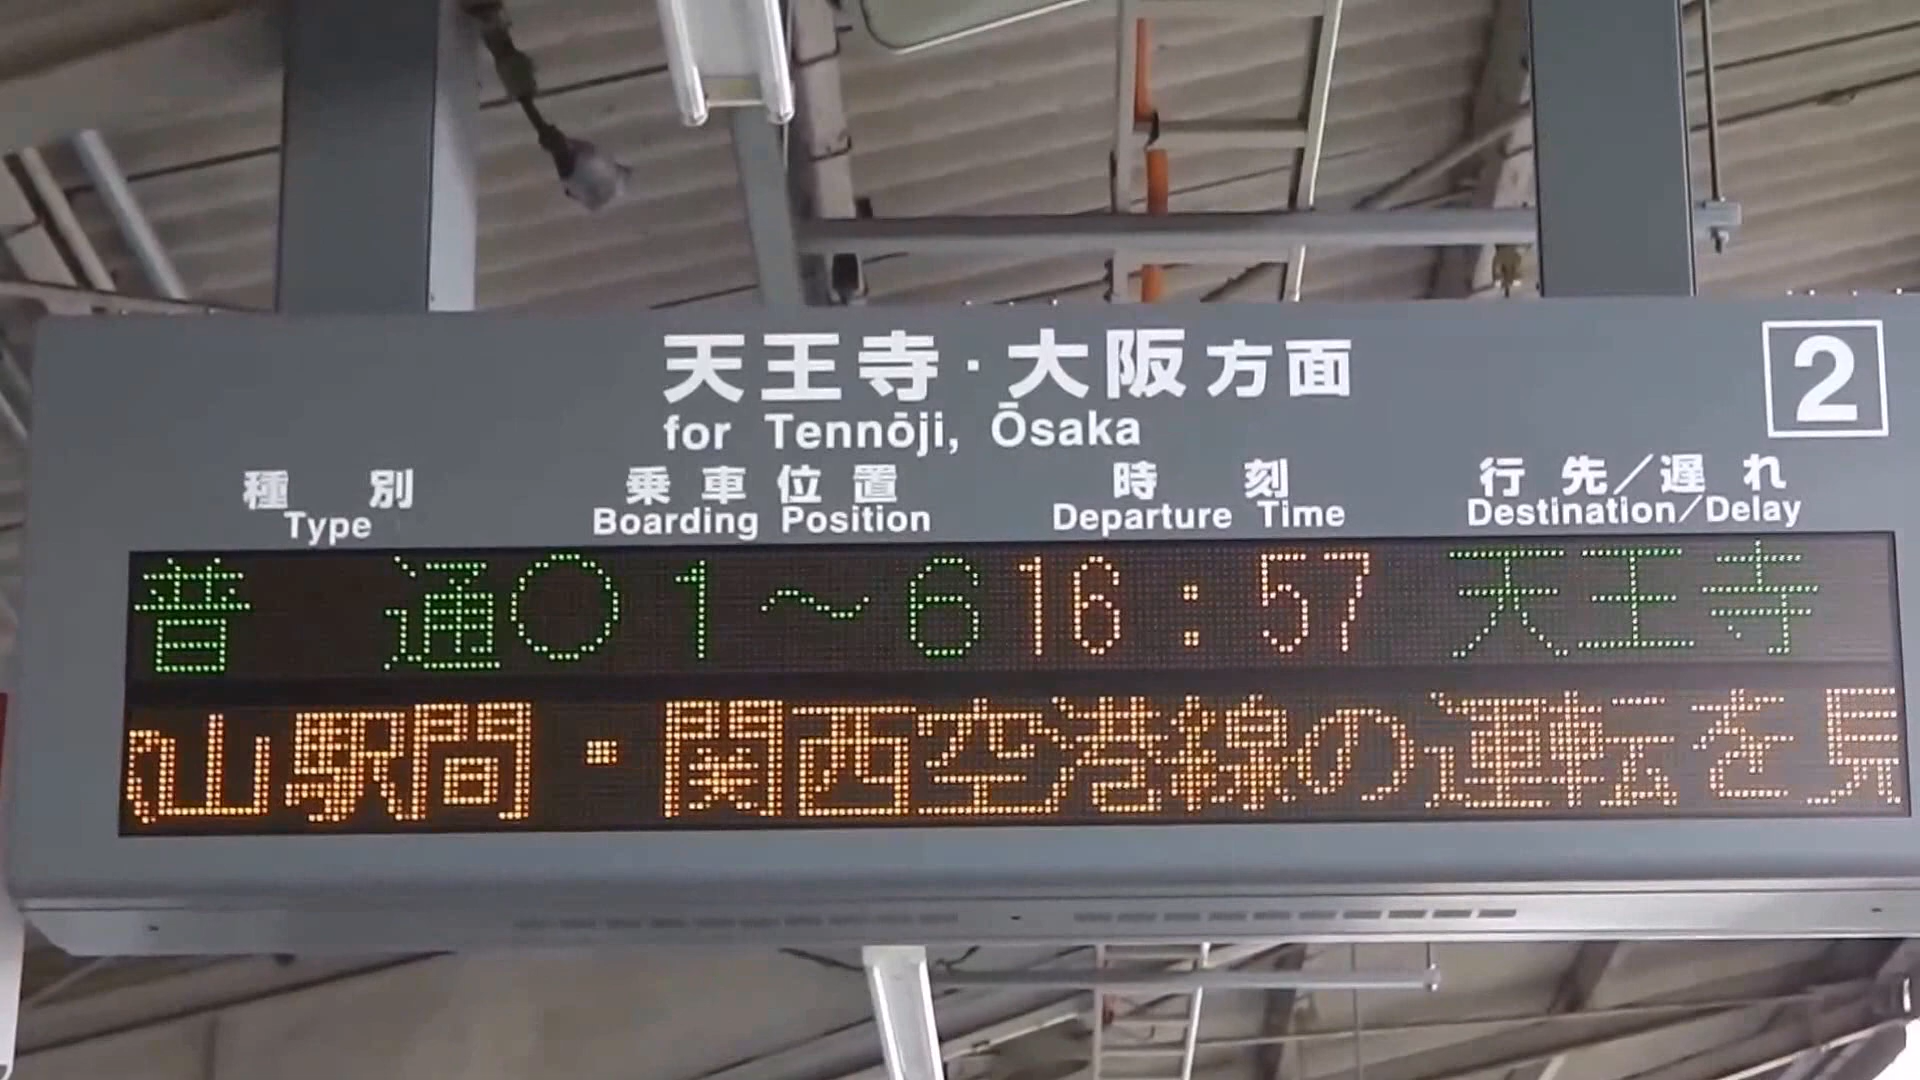 天王寺・大阪方面
2
for Tennōji, Ōsaka
種別 乗車位置 時刻 行先/遅れ
Type Boarding Position Departure Time Destination/Delay
普 通 ○ 1~6 16:57 天王寺
山駅間・関西空港線の運転を見